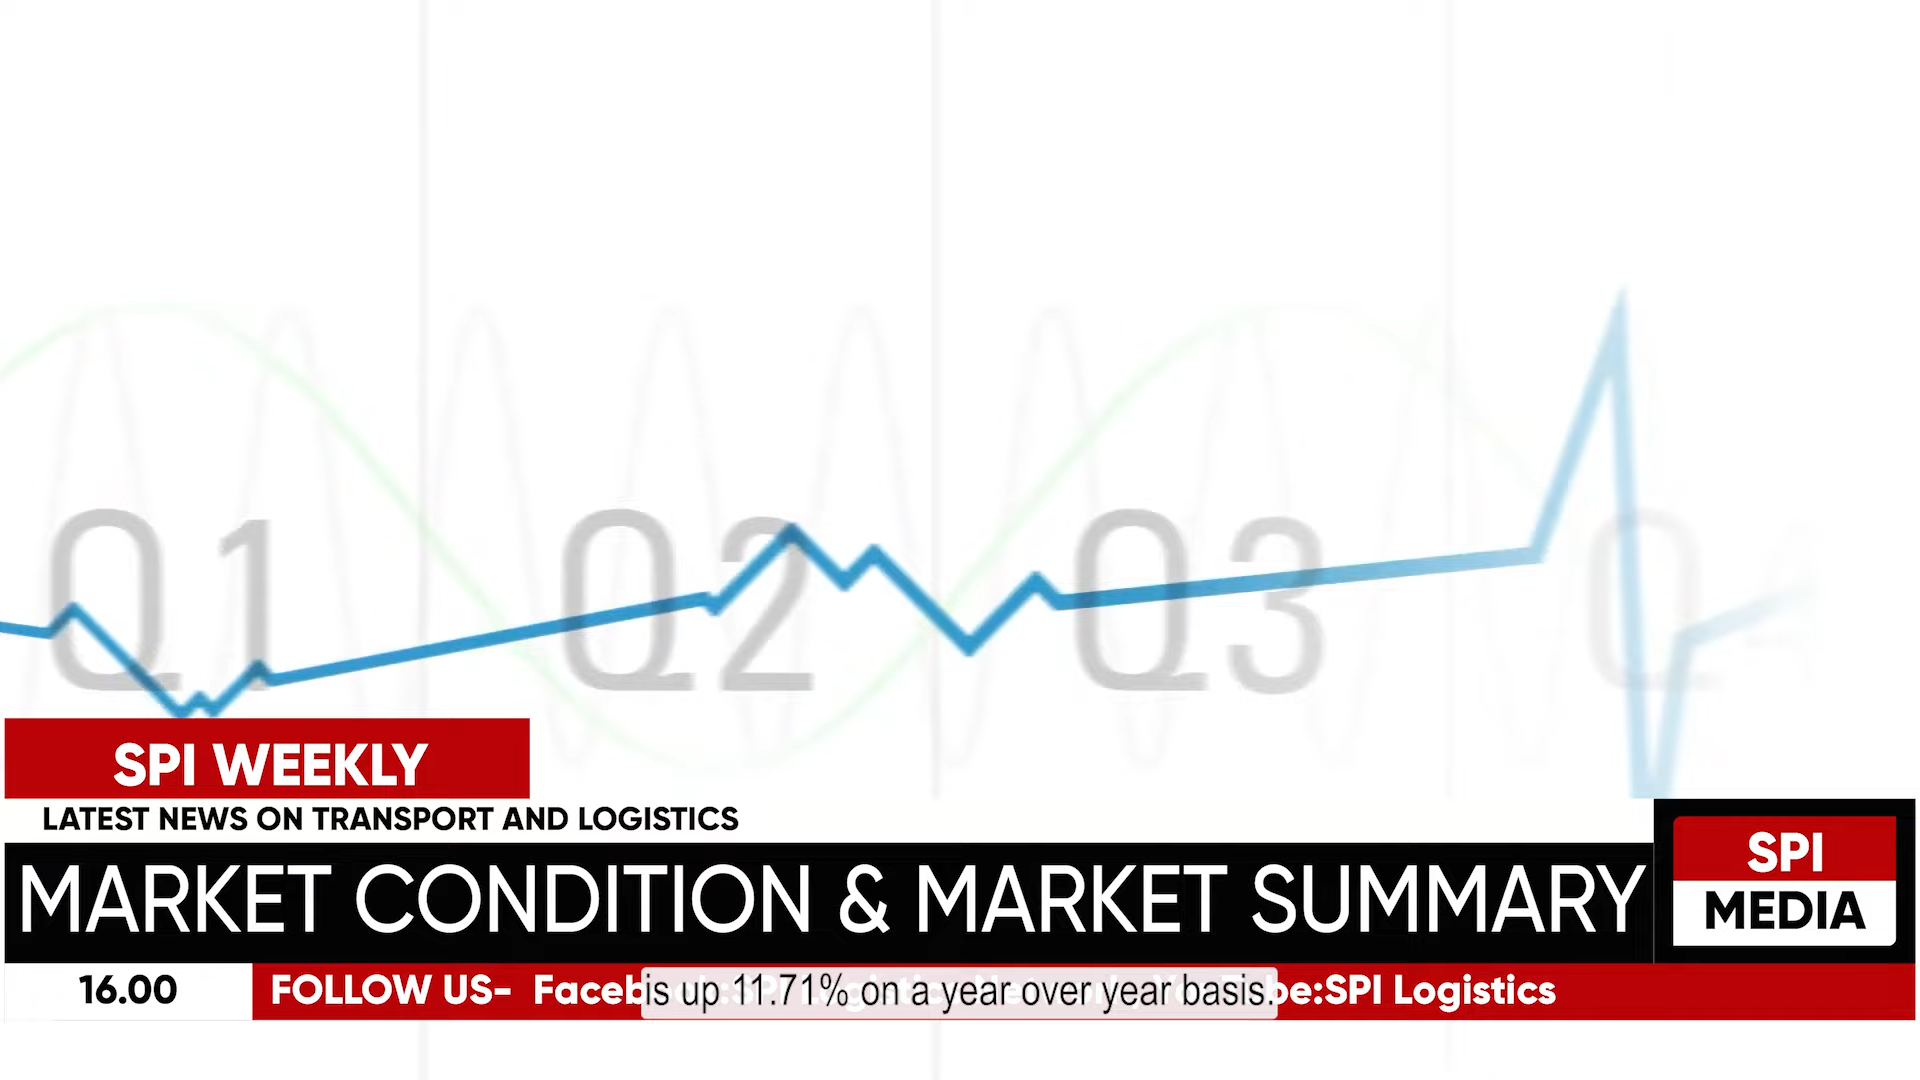 Q1 Q2 Q3 Q
SPI WEEKLY
LATEST NEWS ON TRANSPORT AND LOGISTICS
MARKET CONDITION & MARKET SUMMARY
SPI
MEDIA
16.00
FOLLOW US- Faceb be:SPI Logistics
is up 11.71% on a year over year basis.